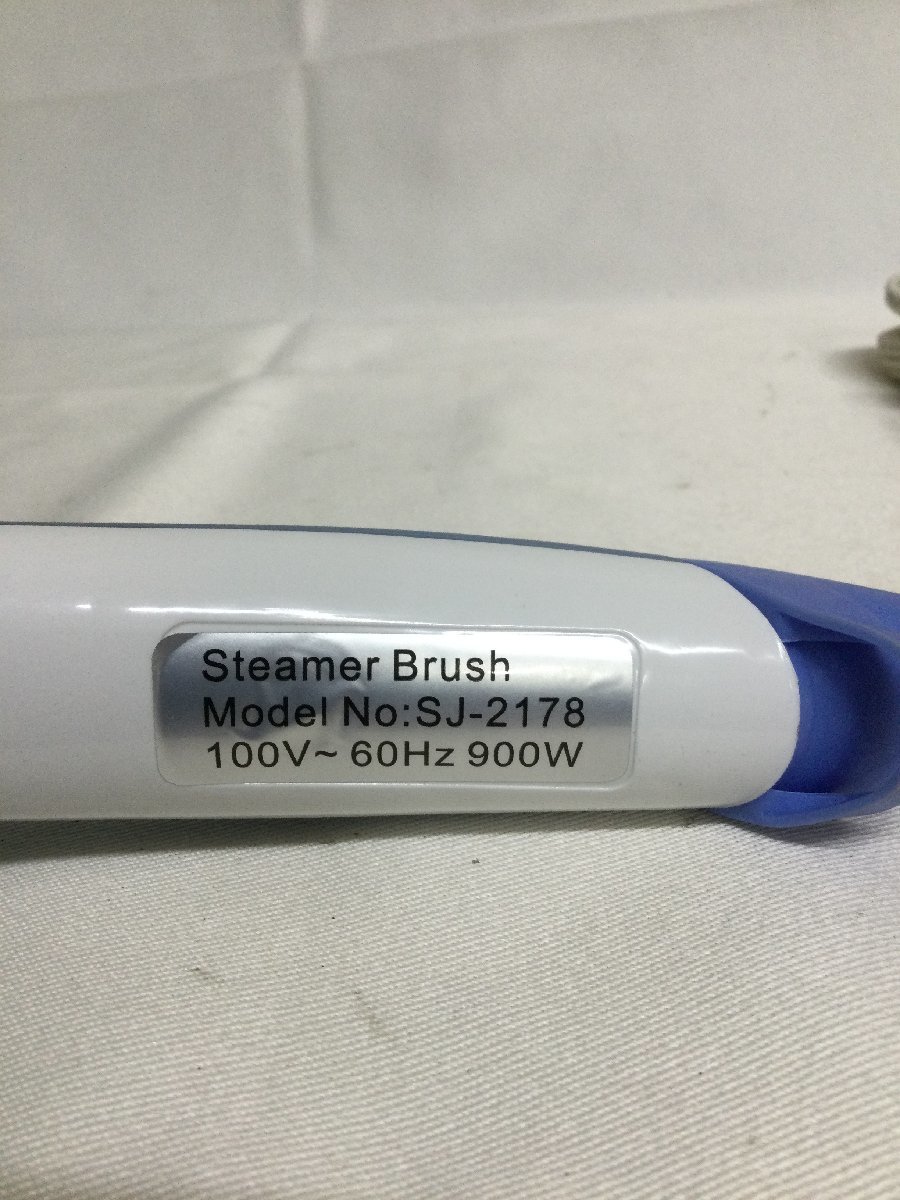 Steamer Brush
Model No:SJ-2178
100V~ 60Hz 900W